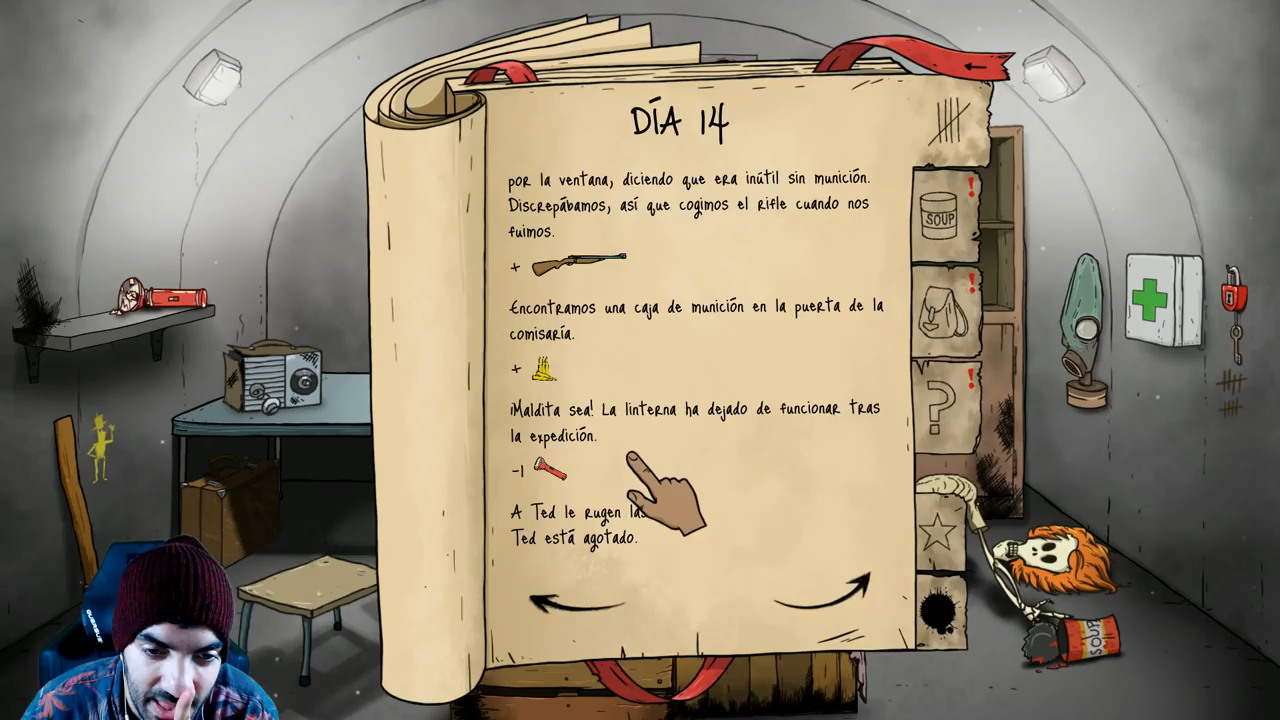 DÍA 14
por la ventana, diciendo que era inútil sin munición.
Discrepábamos, así que cogimos el rifle cuando nos
fuimos.
+
Encontramos una caja de munición en la puerta de la
comisaría.
+
¡Maldita sea! La linterna ha dejado de funcionar tras
la expedición.
-1
A Ted le rugen
Ted está agotado.
SOUP
!
!
?
!
SOUP